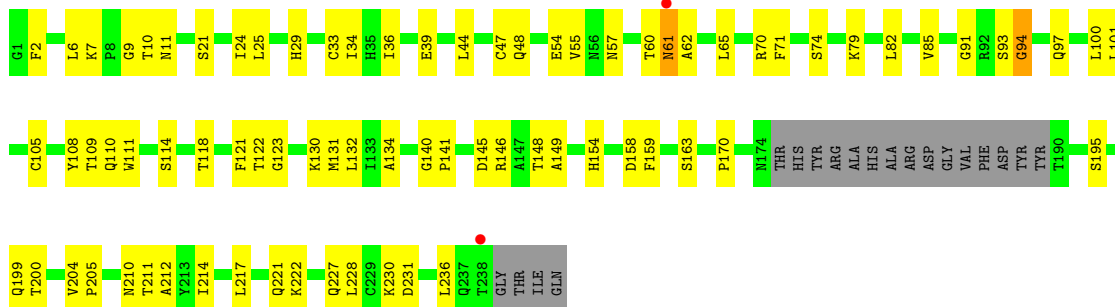 G1 F2 L6 K7 P8 G9 T10 N11 S21 I24 L25 H29 C33 I34 H35 I36 E39 L44 C47 Q48 E54 V55 N56 N57 T60 N61 A62 L65 R70 F71 S74 K79 L82 V85 G91 R92 S93 G94 Q97 L100 L101
C105 Y108 T109 Q110 W111 S114 T118 F121 T122 G123 K130 M131 L132 I133 A134 G140 P141 D145 R146 A147 T148 A149 H154 D158 F159 S163 P170 N174 THR HIS TYR ARG ALA HIS ALA ARG ASP GLY VAL PHE ASP TYR TYR T190 S195
Q199 T200 V204 P205 N210 T211 A212 Y213 I214 L217 Q221 K222 Q227 L228 C229 K230 D231 L236 Q237 T238 GLY THR ILE GLN